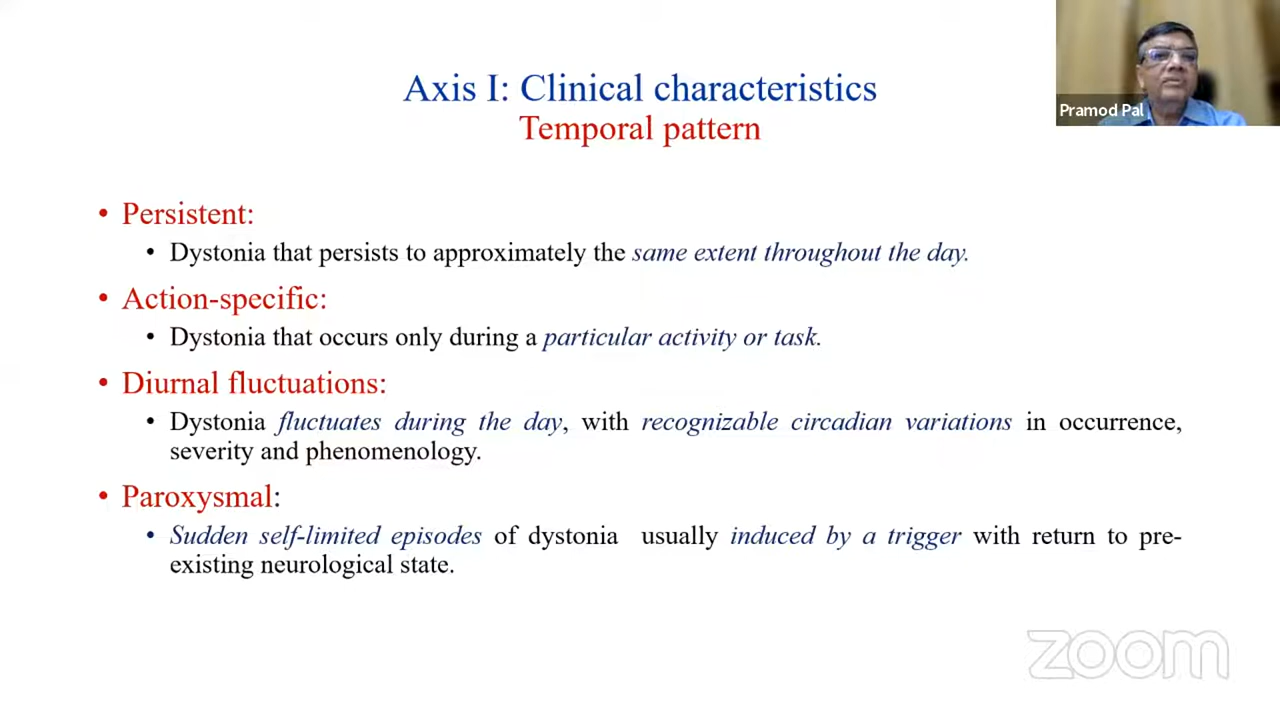 Axis I: Clinical characteristics
Temporal pattern
Pramod Pal
• Persistent:
• Dystonia that persists to approximately the same extent throughout the day.
• Action-specific:
• Dystonia that occurs only during a particular activity or task.
• Diurnal fluctuations:
• Dystonia fluctuates during the day, with recognizable circadian variations in occurrence,
severity and phenomenology.
• Paroxysmal:
• Sudden self-limited episodes of dystonia usually induced by a trigger with return to pre-
existing neurological state.
zoom